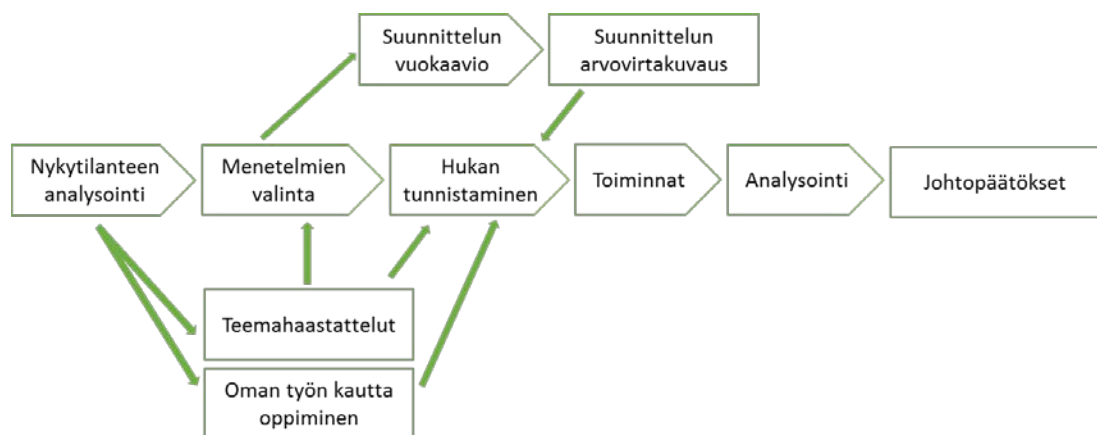 Suunnittelun
vuokaavio
Suunnittelun
arvovirtakuvaus
Nykytilanteen
analysointi
Menetelmien
valinta
Hukan
tunnistaminen
Toiminnat
Analysointi
Johtopäätökset
Teemahaastattelut
Oman työn kautta
oppiminen